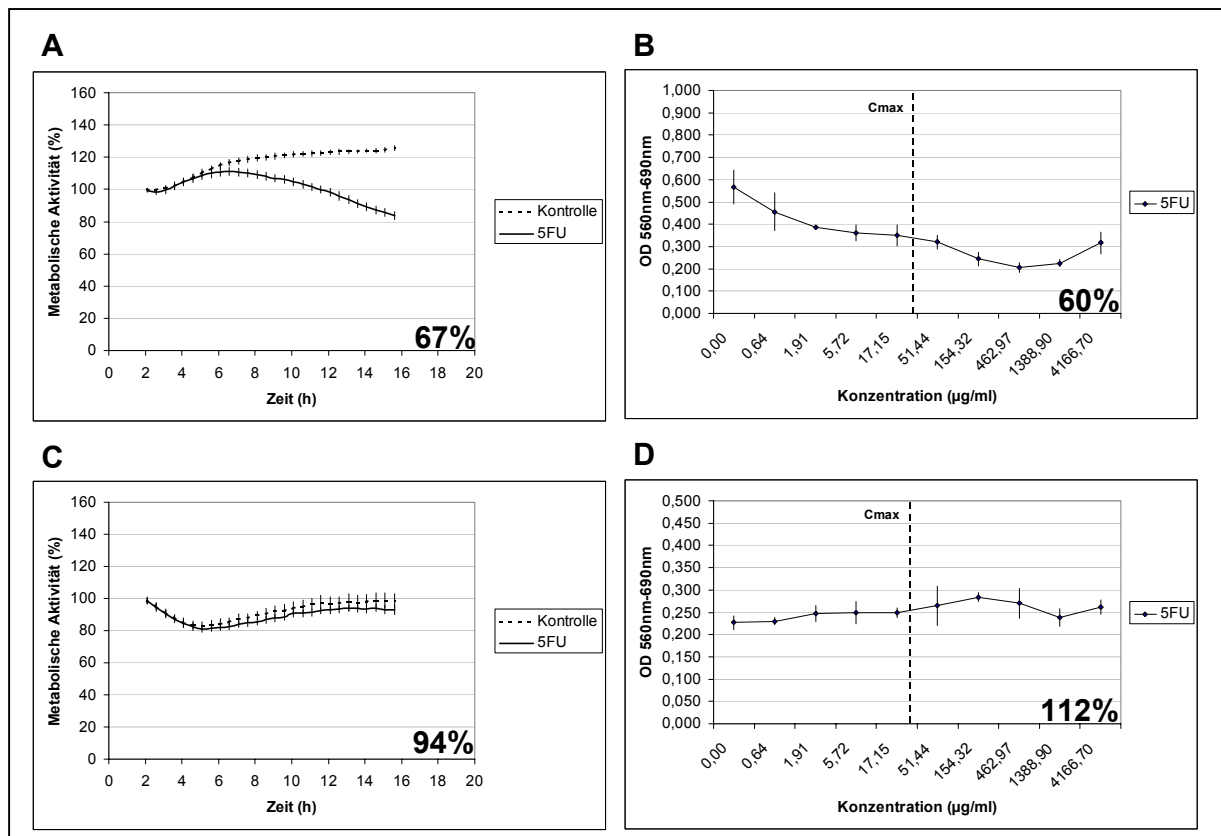 A
160
140
120
100
80
60
40
20
0
Metabolische Aktivität (%)
0 2 4 6 8 10 12 14 16 18 20
Zeit (h)
67%
Kontrolle
5FU
B
1,000
0,900
0,800
0,700
0,600
0,500
0,400
0,300
0,200
0,100
0,000
OD 560nm-690nm
Cmax
0,00 0,64 1,91 5,72 17,15 51,44 154,32 462,97 1388,90 4166,70
Konzentration (µg/ml)
60%
5FU
C
160
140
120
100
80
60
40
20
0
Metabolische Aktivität (%)
0 2 4 6 8 10 12 14 16 18 20
Zeit (h)
94%
Kontrolle
5FU
D
0,500
0,450
0,400
0,350
0,300
0,250
0,200
0,150
0,100
0,050
0,000
OD 560nm-690nm
Cmax
0,00 0,64 1,91 5,72 17,15 51,44 154,32 462,97 1388,90 4166,70
Konzentration (µg/ml)
112%
5FU